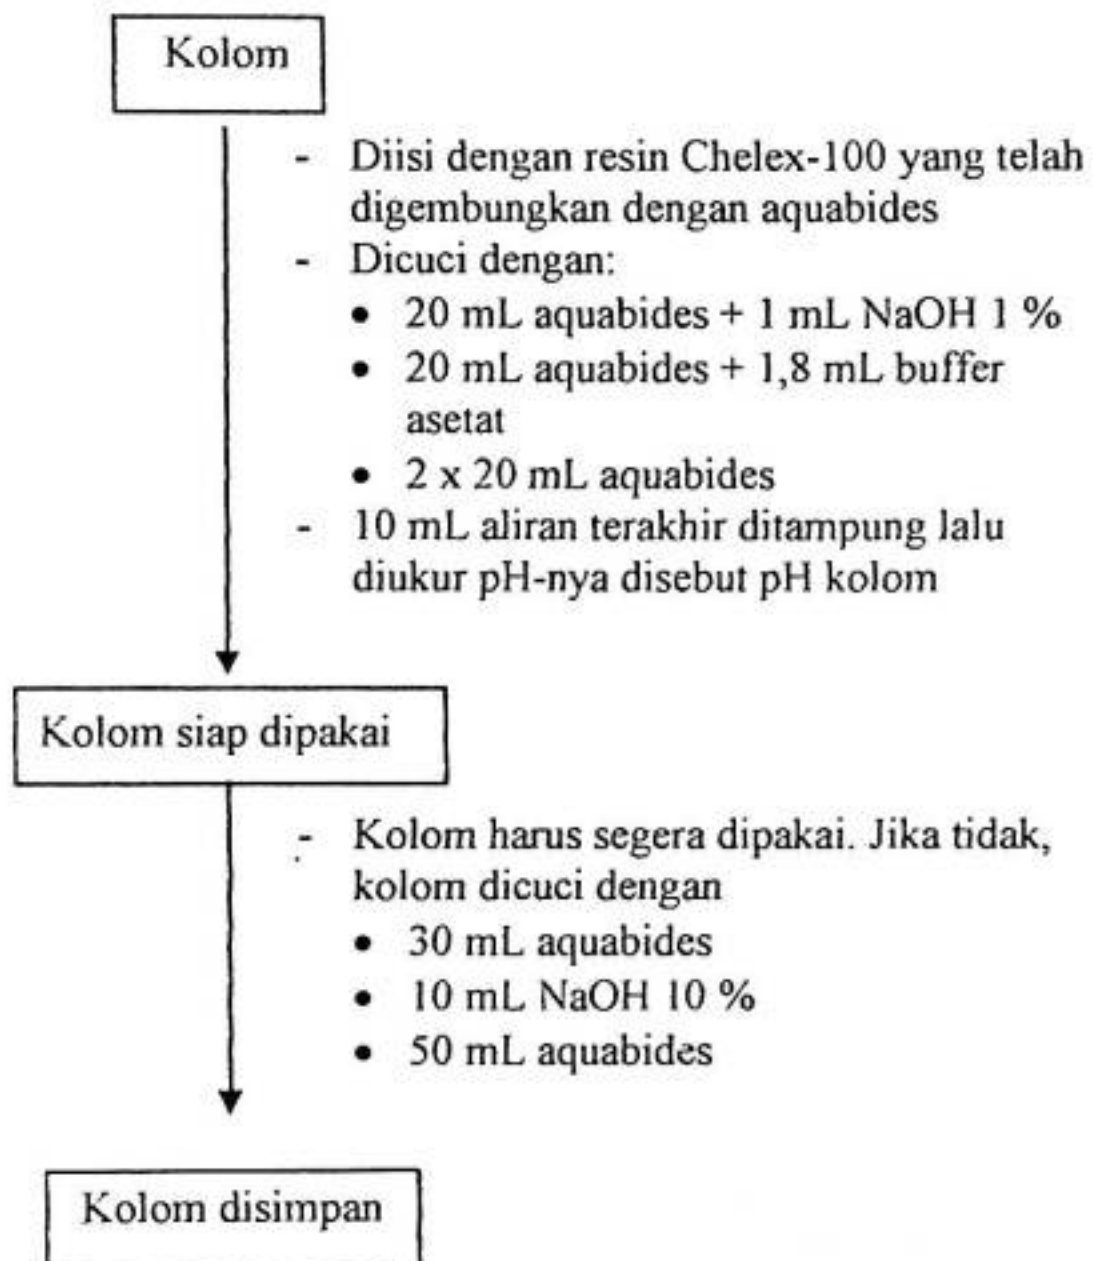 Kolom
- Diisi dengan resin Chelex-100 yang telah
digembungkan dengan aquabides
- Dicuci dengan:
• 20 mL aquabides + 1 mL NaOH 1 %
• 20 mL aquabides + 1,8 mL buffer
asetat
• 2 x 20 mL aquabides
- 10 mL aliran terakhir ditampung lalu
diukur pH-nya disebut pH kolom
Kolom siap dipakai
- Kolom harus segera dipakai. Jika tidak,
kolom dicuci dengan
• 30 mL aquabides
• 10 mL NaOH 10 %
• 50 mL aquabides
Kolom disimpan